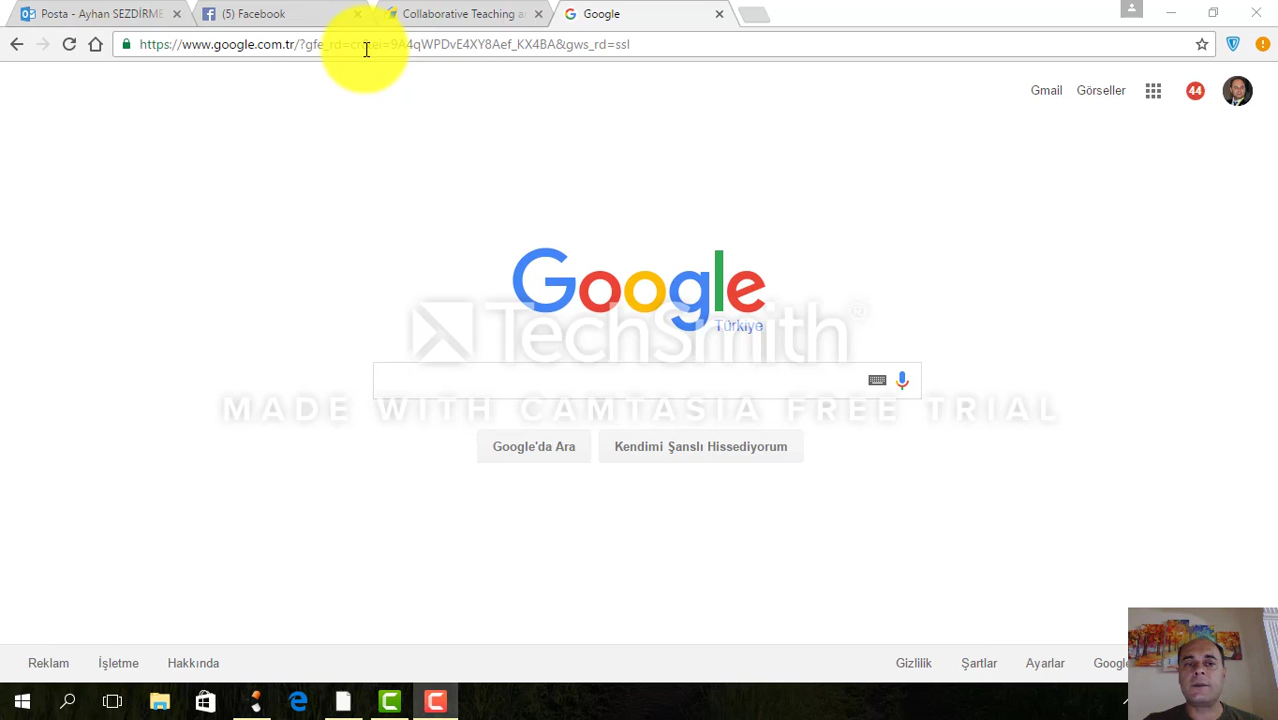 Posta - Ayhan SEZDİRME
(5) Facebook
Collaborative Teaching a
Google
https://www.google.com.tr/?gfe_rd=cr&ei=9A4qWPDvE4XY8Aef_KX4BA&gws_rd=ssl
Gmail Görseller 44
Google
Türkiye
TechSmith®
MADE WITH CAMTASIA FREE TRIAL
Google'da Ara Kendimi Şanslı Hissediyorum
Reklam İşletme Hakkında Gizlilik Şartlar Ayarlar Google